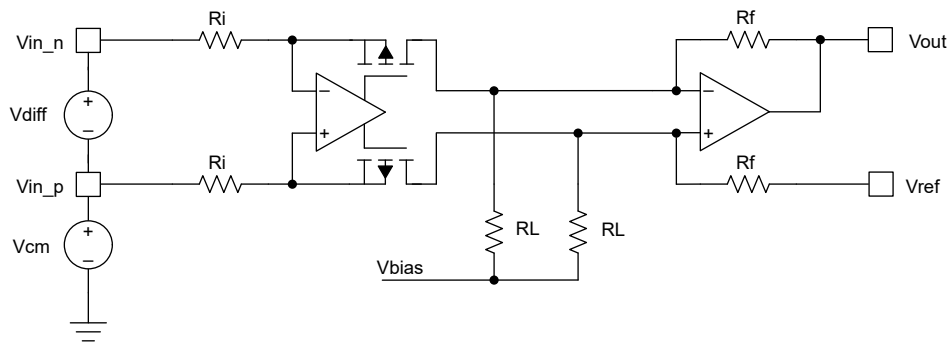 Ri
Rf
Vin_n
Vout
+
−
−
−
Vdiff
+
+
Ri
Rf
Vin_p
Vref
+
−
Vcm
RL
RL
Vbias